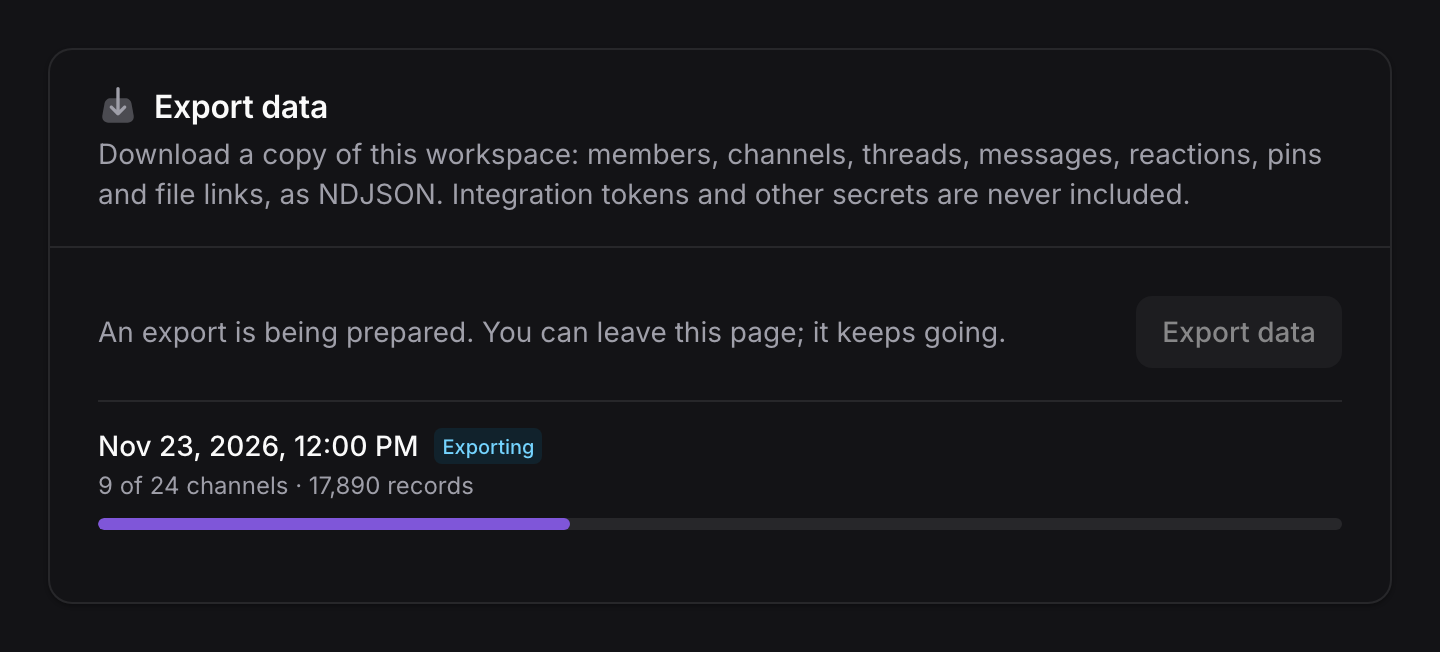 Export data
Download a copy of this workspace: members, channels, threads, messages, reactions, pins
and file links, as NDJSON. Integration tokens and other secrets are never included.
An export is being prepared. You can leave this page; it keeps going.
Export data
Nov 23, 2026, 12:00 PM Exporting
9 of 24 channels · 17,890 records